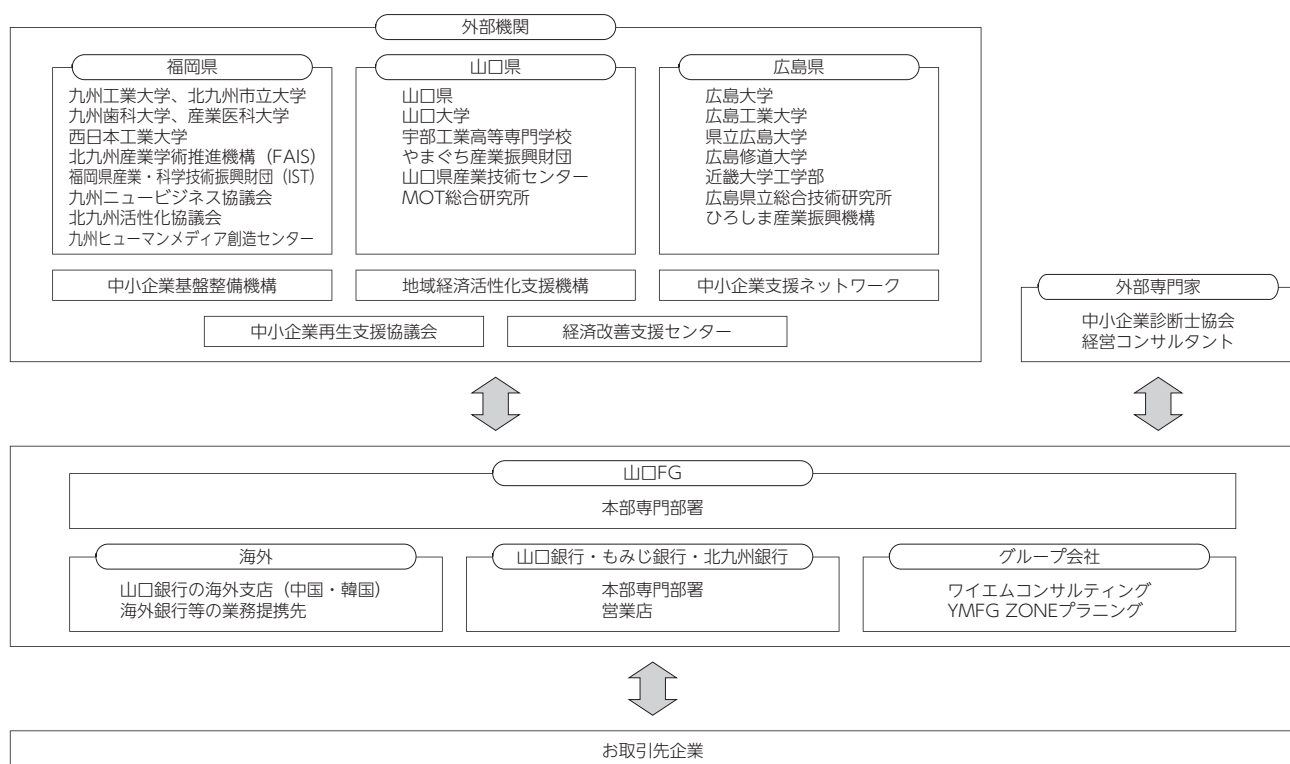 外部機関
福岡県
九州工業大学、北九州市立大学
九州歯科大学、産業医科大学
西日本工業大学
北九州産業学術推進機構（FAIS）
福岡県産業・科学技術振興財団（IST）
九州ニュービジネス協議会
北九州活性化協議会
九州ヒューマンメディア創造センター
山口県
山口県
山口大学
宇部工業高等専門学校
やまぐち産業振興財団
山口県産業技術センター
MOT総合研究所
広島県
広島大学
広島工業大学
県立広島大学
広島修道大学
近畿大学工学部
広島県立総合技術研究所
ひろしま産業振興機構
中小企業基盤整備機構
地域経済活性化支援機構
中小企業支援ネットワーク
中小企業再生支援協議会
経済改善支援センター
外部専門家
中小企業診断士協会
経営コンサルタント
山口FG
本部専門部署
海外
山口銀行の海外支店（中国・韓国）
海外銀行等の業務提携先
山口銀行・もみじ銀行・北九州銀行
本部専門部署
営業店
グループ会社
ワイエムコンサルティング
YMFG ZONEプラニング
お取引先企業